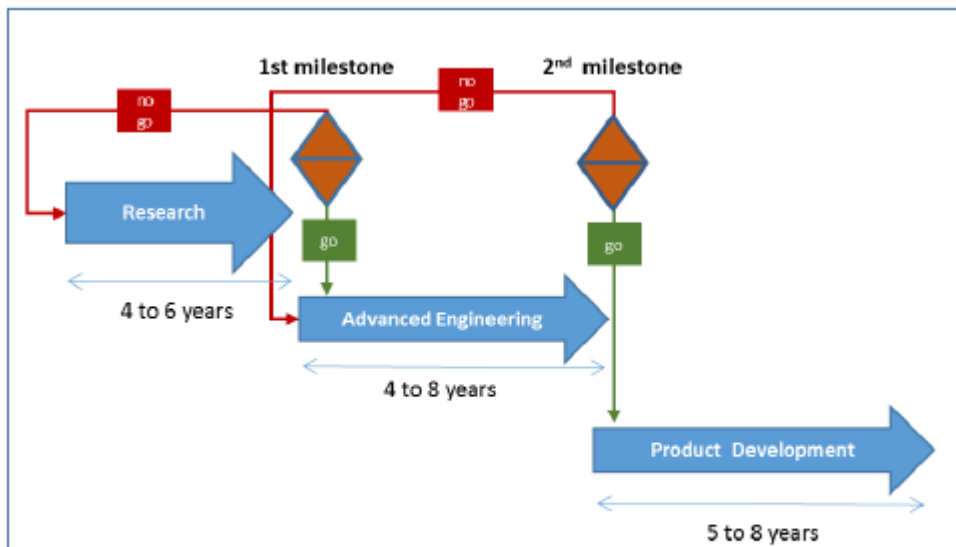 1st milestone
2nd milestone
no
go
no
go
Research
go
go
4 to 6 years
Advanced Engineering
4 to 8 years
Product Development
5 to 8 years